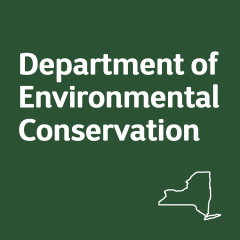 Department of
Environmental
Conservation